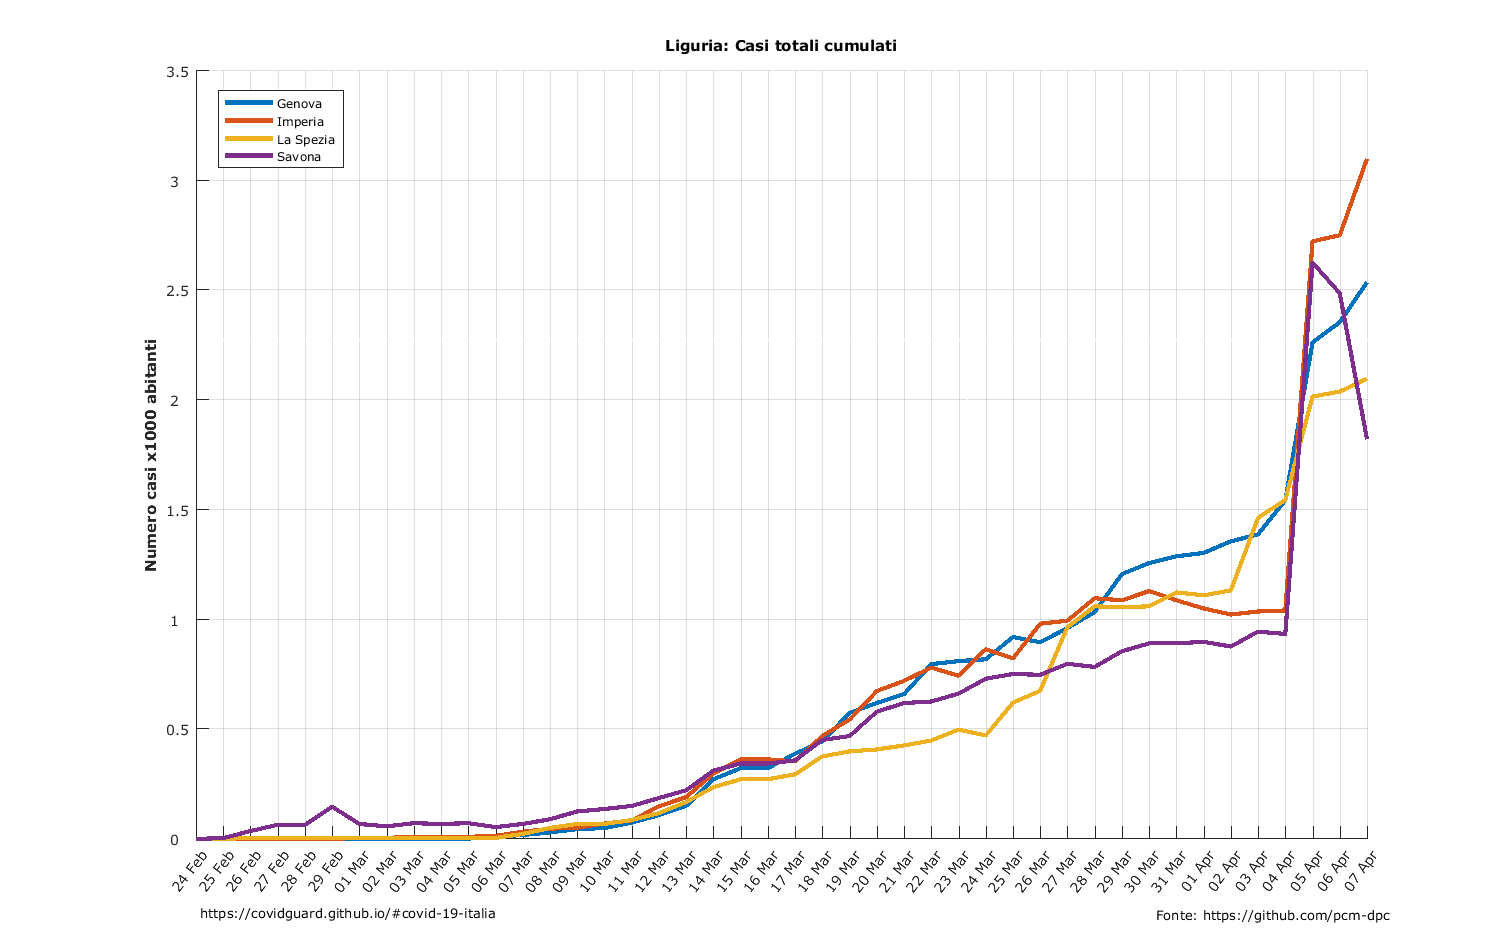 Liguria: Casi totali cumulati
Genova
Imperia
La Spezia
Savona
Numero casi x1000 abitanti
3.5
3
2.5
2
1.5
1
0.5
0
24 Feb
25 Feb
26 Feb
27 Feb
28 Feb
29 Feb
01 Mar
02 Mar
03 Mar
04 Mar
05 Mar
06 Mar
07 Mar
08 Mar
09 Mar
10 Mar
11 Mar
12 Mar
13 Mar
14 Mar
15 Mar
16 Mar
17 Mar
18 Mar
19 Mar
20 Mar
21 Mar
22 Mar
23 Mar
24 Mar
25 Mar
26 Mar
27 Mar
28 Mar
29 Mar
30 Mar
31 Mar
01 Apr
02 Apr
03 Apr
04 Apr
05 Apr
06 Apr
07 Apr
https://covidguard.github.io/#covid-19-italia
Fonte: https://github.com/pcm-dpc